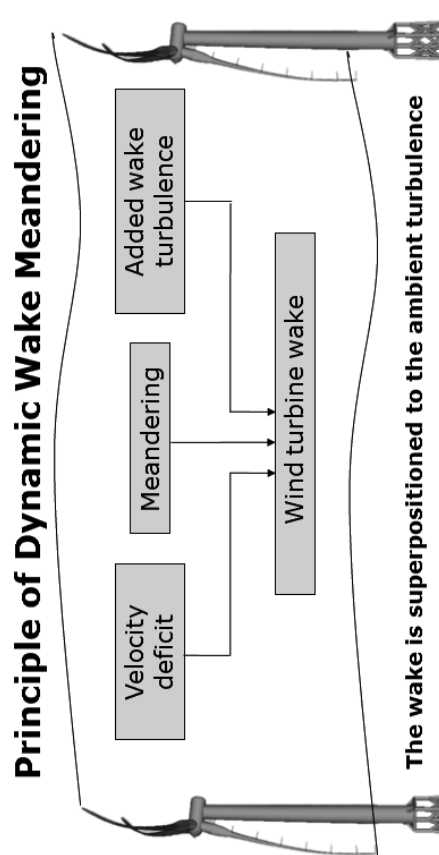 Principle of Dynamic Wake Meandering
Velocity
deficit
Meandering
Added wake
turbulence
Wind turbine wake
The wake is superpositioned to the ambient turbulence